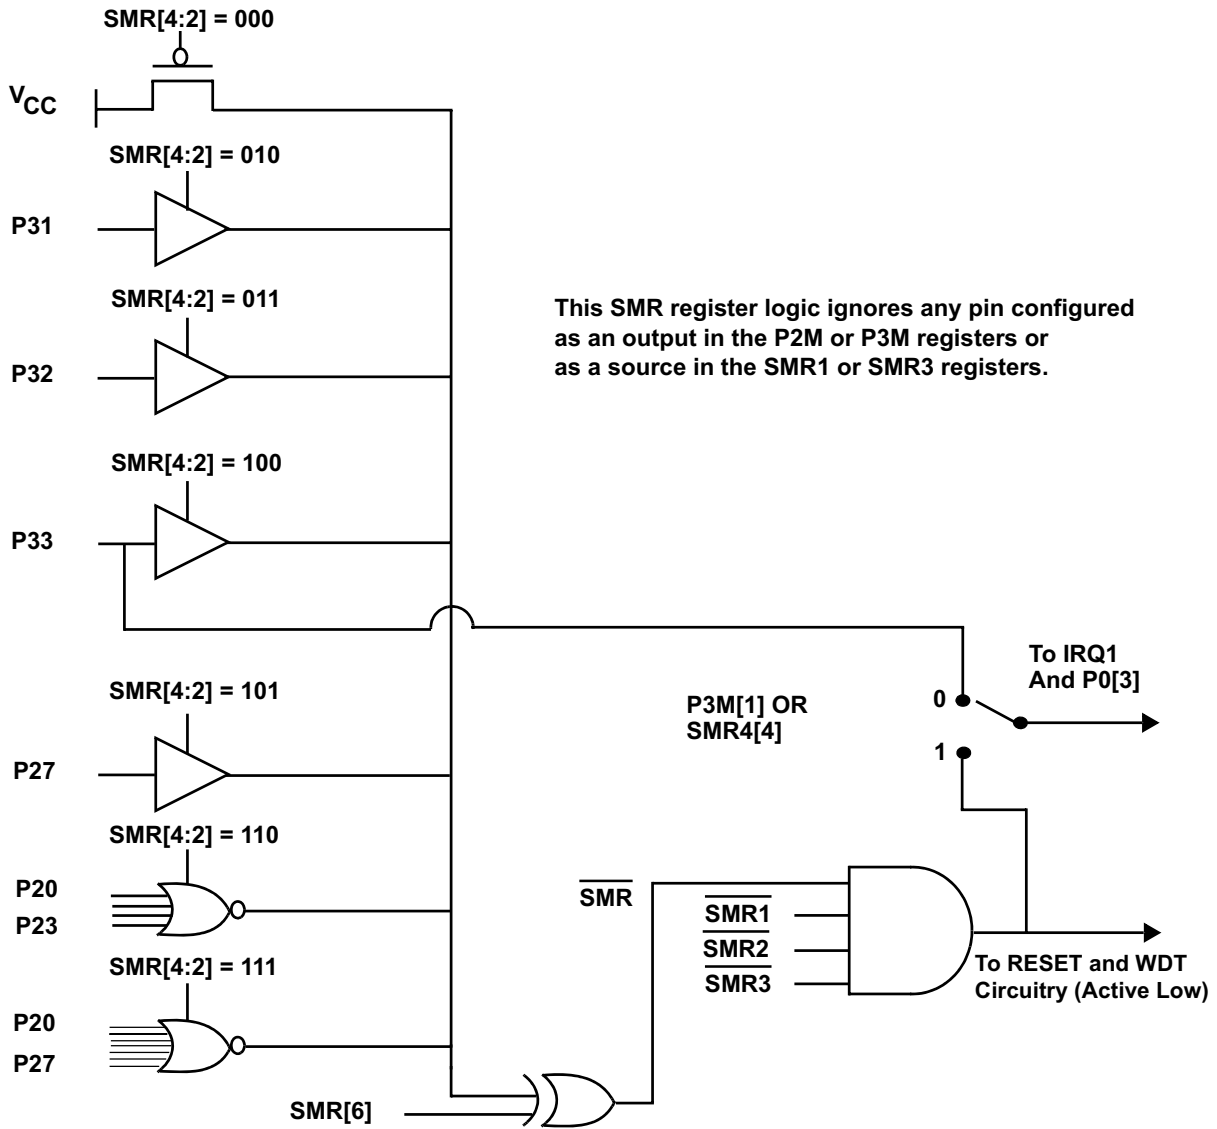 SMR[4:2] = 000
VCC
SMR[4:2] = 010
P31
SMR[4:2] = 011
P32
This SMR register logic ignores any pin configured
as an output in the P2M or P3M registers or
as a source in the SMR1 or SMR3 registers.
SMR[4:2] = 100
P33
SMR[4:2] = 101
P27
P3M[1] OR
SMR4[4]
0
1
To IRQ1
And P0[3]
SMR[4:2] = 110
P20
P23
SMR[4:2] = 111
P20
P27
SMR[6]
SMR
SMR1
SMR2
SMR3
To RESET and WDT
Circuitry (Active Low)